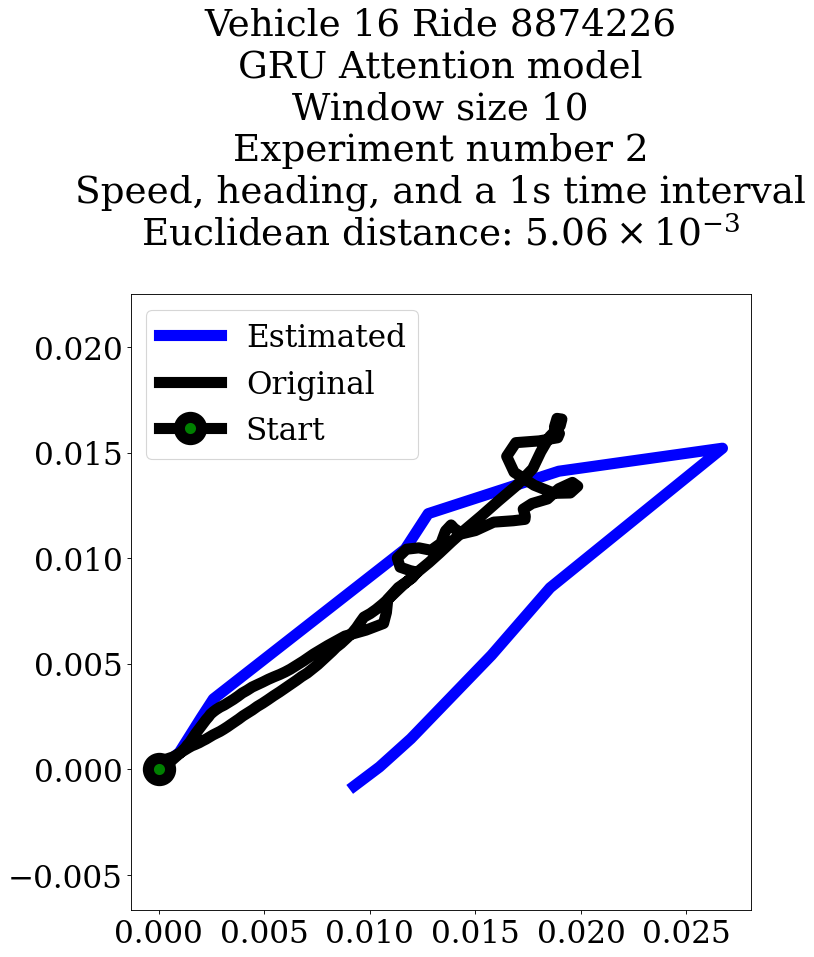 Vehicle 16 Ride 8874226
GRU Attention model
Window size 10
Experiment number 2
Speed, heading, and a 1s time interval
Euclidean distance: 5.06 × 10⁻³
Estimated
Original
Start
0.020
0.015
0.010
0.005
0.000
−0.005
0.000 0.005 0.010 0.015 0.020 0.025